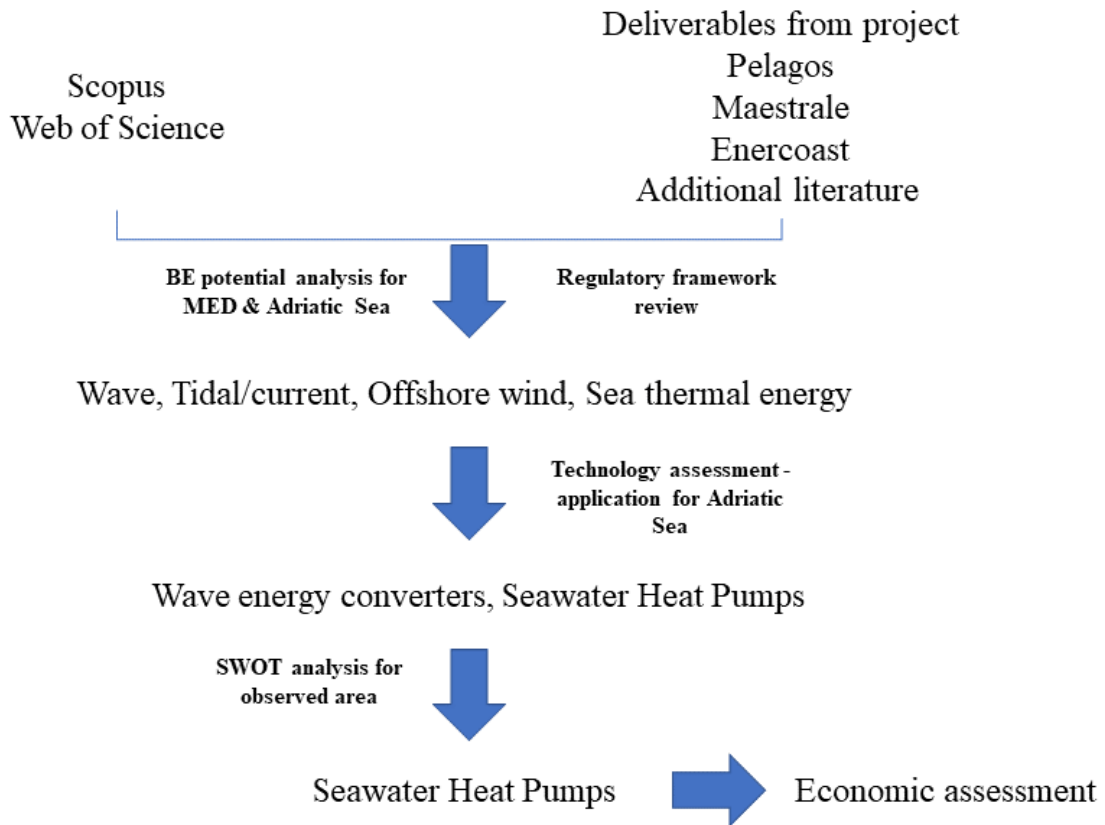 Scopus
Web of Science
Deliverables from project
Pelagos
Maestrale
Enercoast
Additional literature
BE potential analysis for
MED & Adriatic Sea
Regulatory framework
review
Wave, Tidal/current, Offshore wind, Sea thermal energy
Technology assessment -
application for Adriatic
Sea
Wave energy converters, Seawater Heat Pumps
SWOT analysis for
observed area
Seawater Heat Pumps
Economic assessment